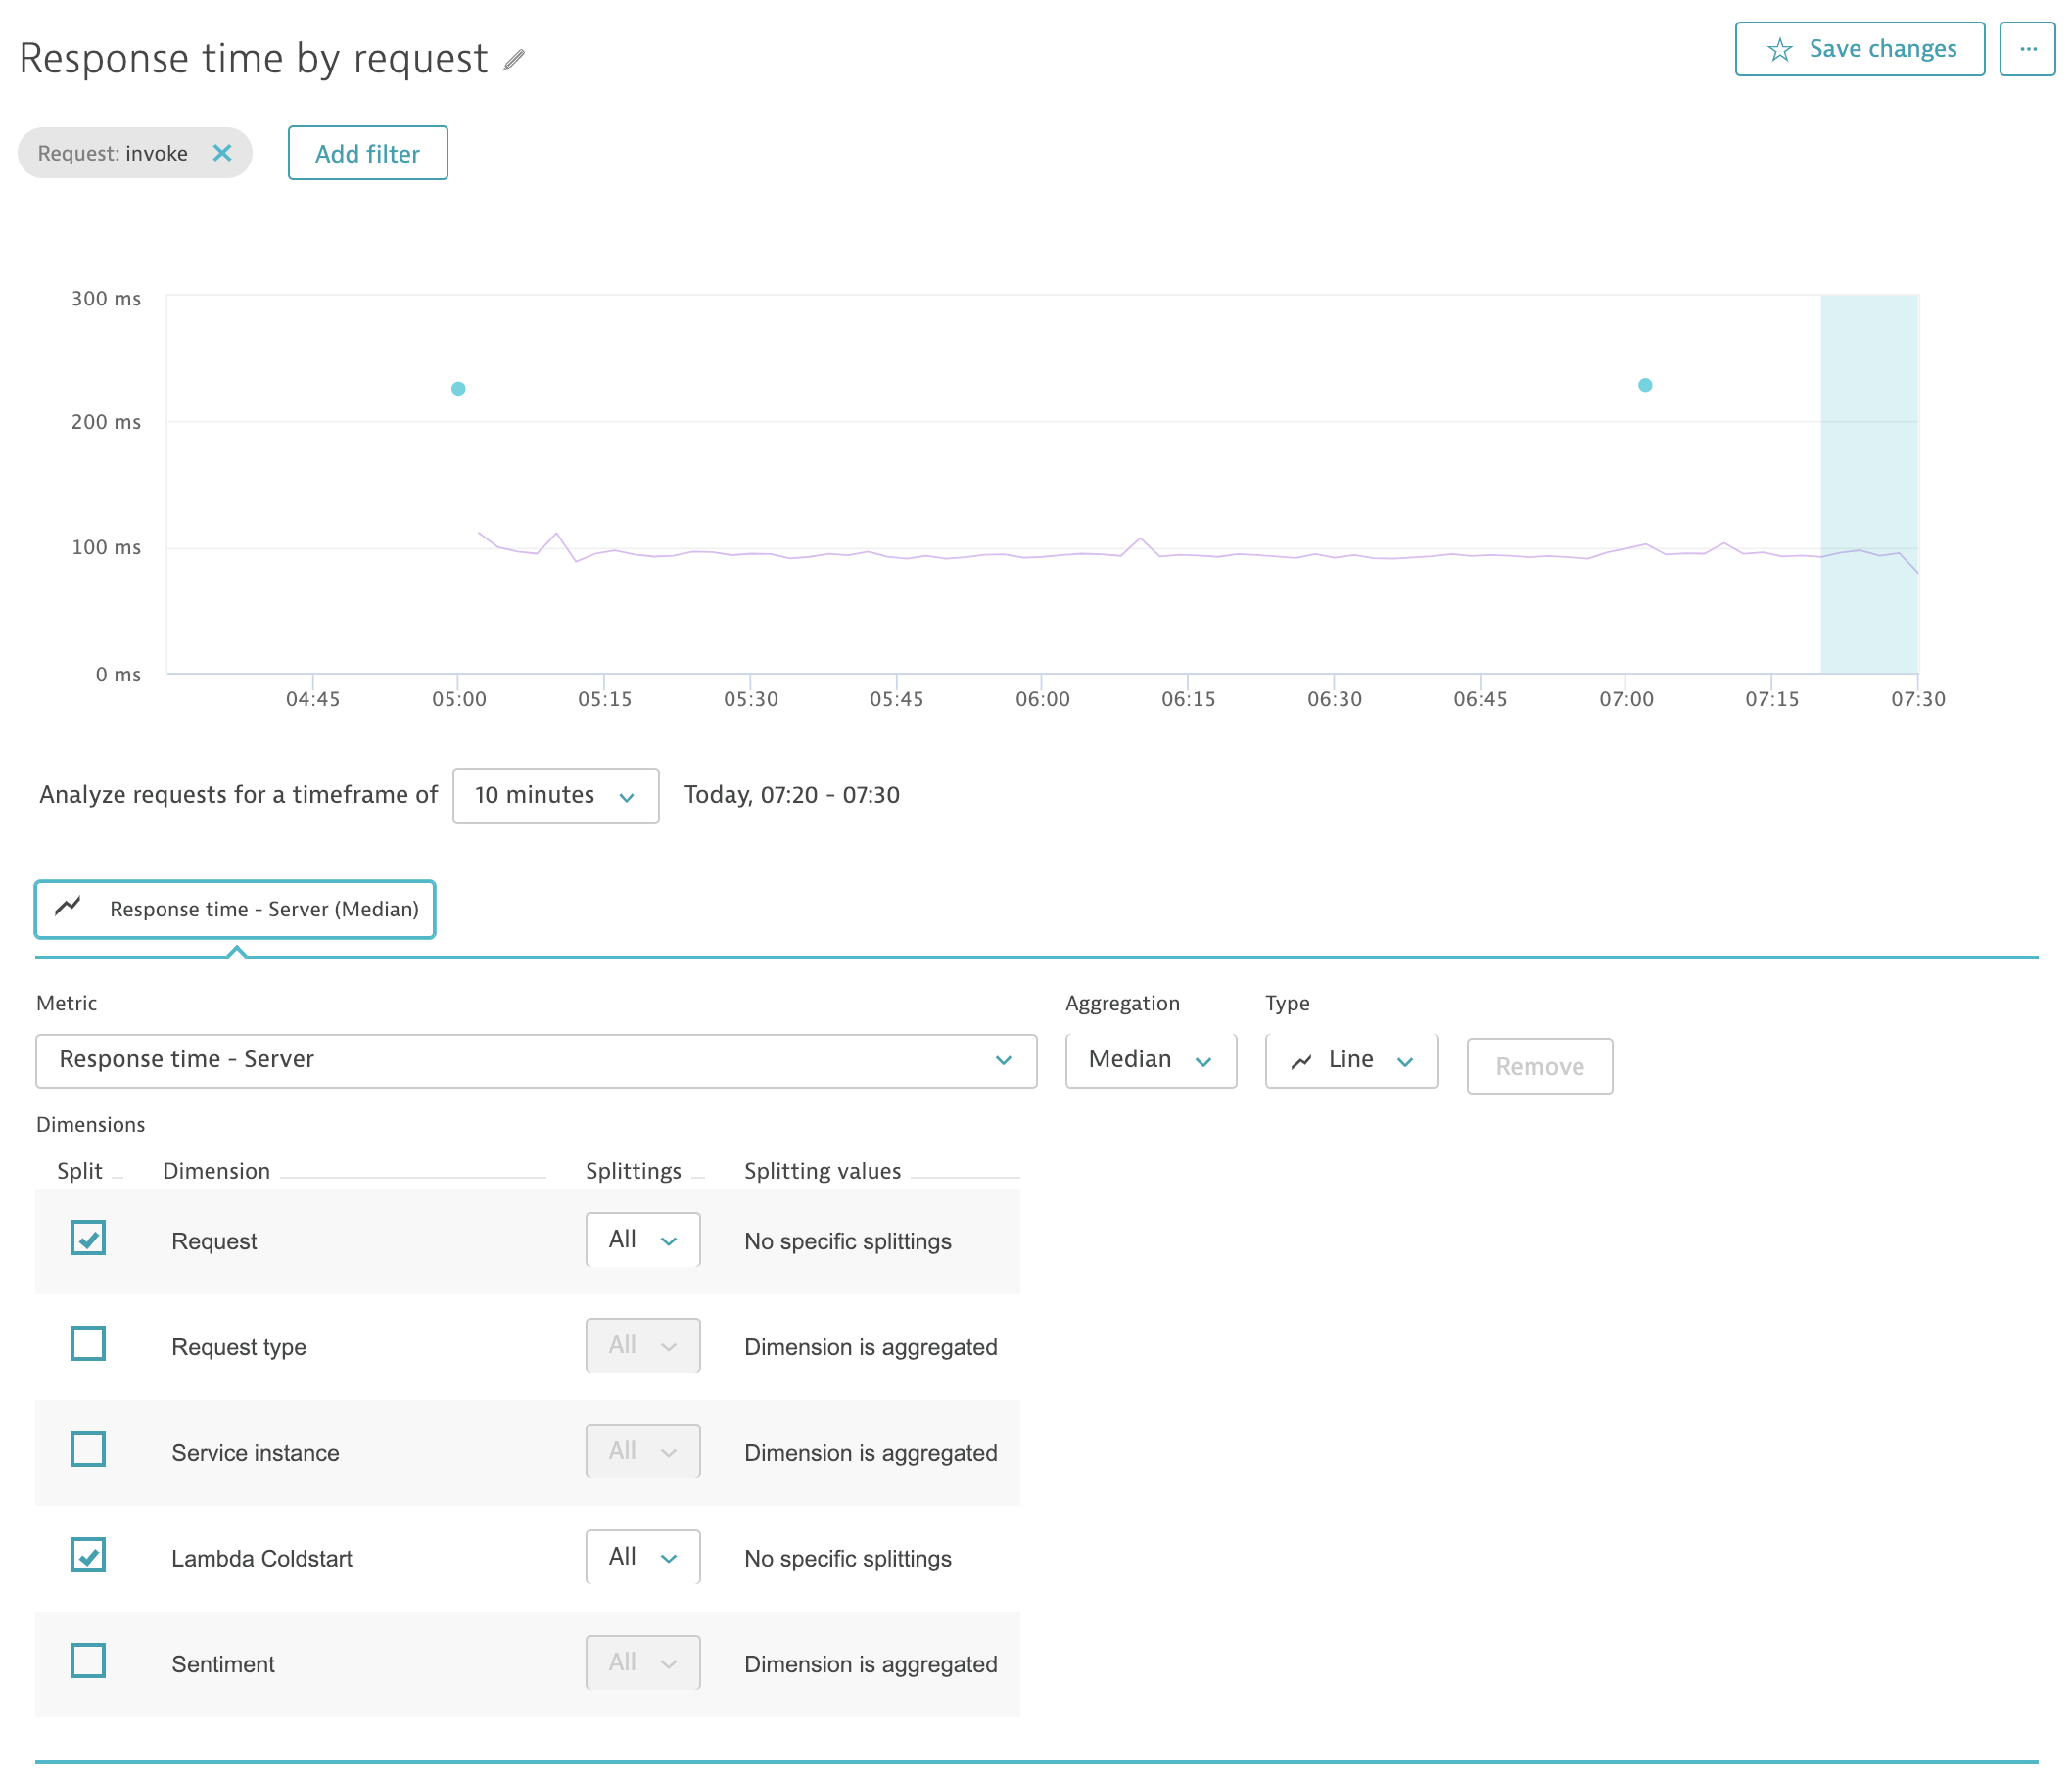 Response time by request
Save changes
...
Request: invoke
Add filter
300 ms
200 ms
100 ms
0 ms
04:45 05:00 05:15 05:30 05:45 06:00 06:15 06:30 06:45 07:00 07:15 07:30
Analyze requests for a timeframe of 10 minutes Today, 07:20 - 07:30
Response time - Server (Median)
Metric Aggregation Type
Response time - Server Median Line Remove
Dimensions
Split Dimension Splittings Splitting values
Request All No specific splittings
Request type All Dimension is aggregated
Service instance All Dimension is aggregated
Lambda Coldstart All No specific splittings
Sentiment All Dimension is aggregated